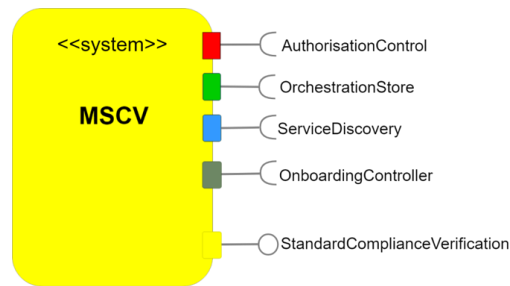 <<system>>
MSCV
AuthorisationControl
OrchestrationStore
ServiceDiscovery
OnboardingController
StandardComplianceVerification